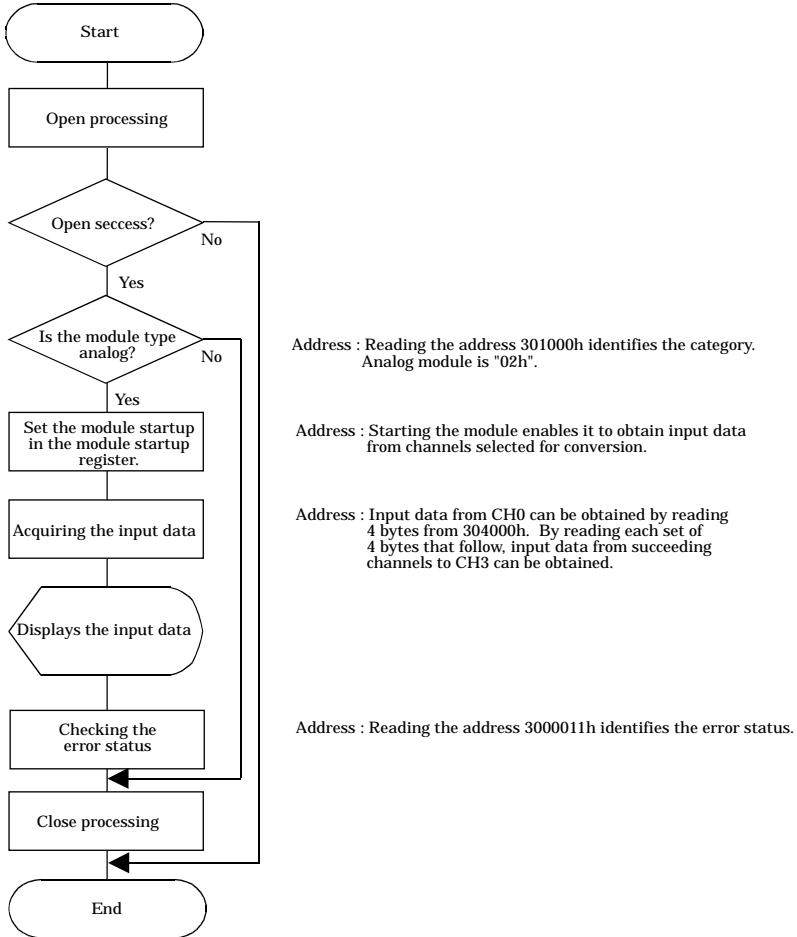 Start
Open processing
Open seccess?
No
Yes
Is the module type
analog?
No
Address : Reading the address 301000h identifies the category.
Analog module is "02h".
Yes
Set the module startup
in the module startup
register.
Address : Starting the module enables it to obtain input data
from channels selected for conversion.
Acquiring the input data
Address : Input data from CH0 can be obtained by reading
4 bytes from 304000h. By reading each set of
4 bytes that follow, input data from succeeding
channels to CH3 can be obtained.
Displays the input data
Checking the
error status
Address : Reading the address 3000011h identifies the error status.
Close processing
End